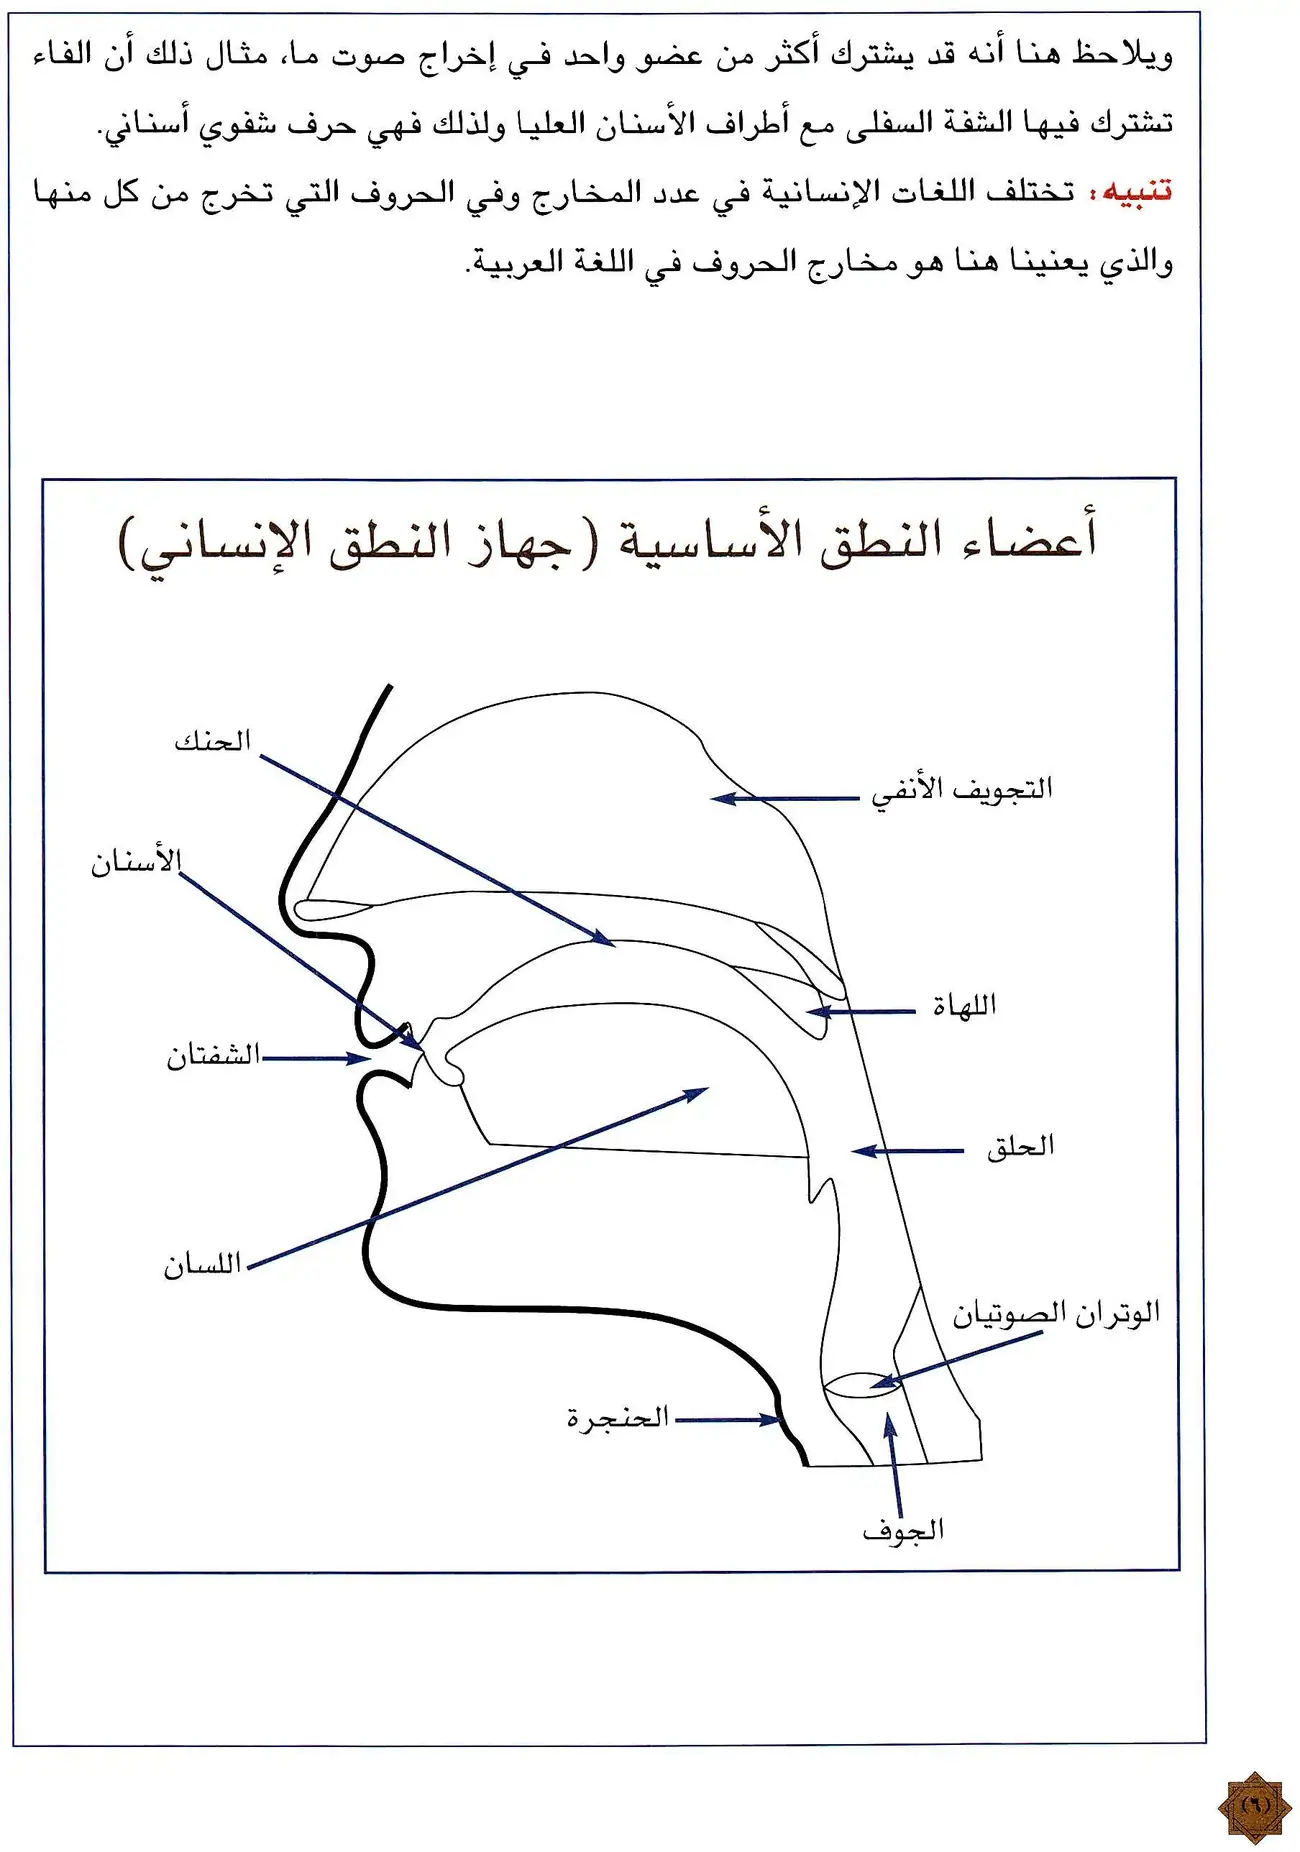 ويلاحظ هنا أنه قد يشترك أكثر من عضو واحد في إخراج صوت ما، مثال ذلك أن الفاء
تشترك فيها الشفة السفلى مع أطراف الأسنان العليا ولذلك فهي حرف شفوي أسناني.
تنبيه: تختلف اللغات الإنسانية في عدد المخارج وفي الحروف التي تخرج من كل منها
والذي يعنينا هنا هو مخارج الحروف في اللغة العربية.
أعضاء النطق الأساسية (جهاز النطق الإنساني)
الحنك
التجويف الأنفي
الأسنان
اللهاة
الشفتان
الحلق
اللسان
الوتران الصوتيان
الحنجرة
الجوف
(٦)